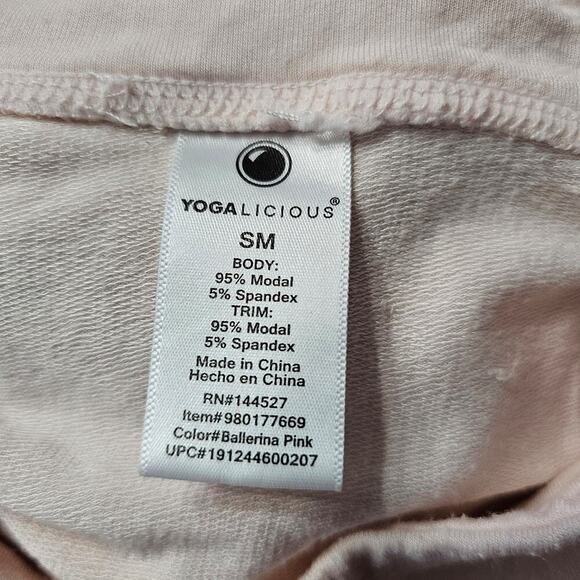 YOGALICIOUS®
SM
BODY:
95% Modal
5% Spandex
TRIM:
95% Modal
5% Spandex
Made in China
Hecho en China
RN#144527
Item#980177669
Color#Ballerina Pink
UPC#191244600207